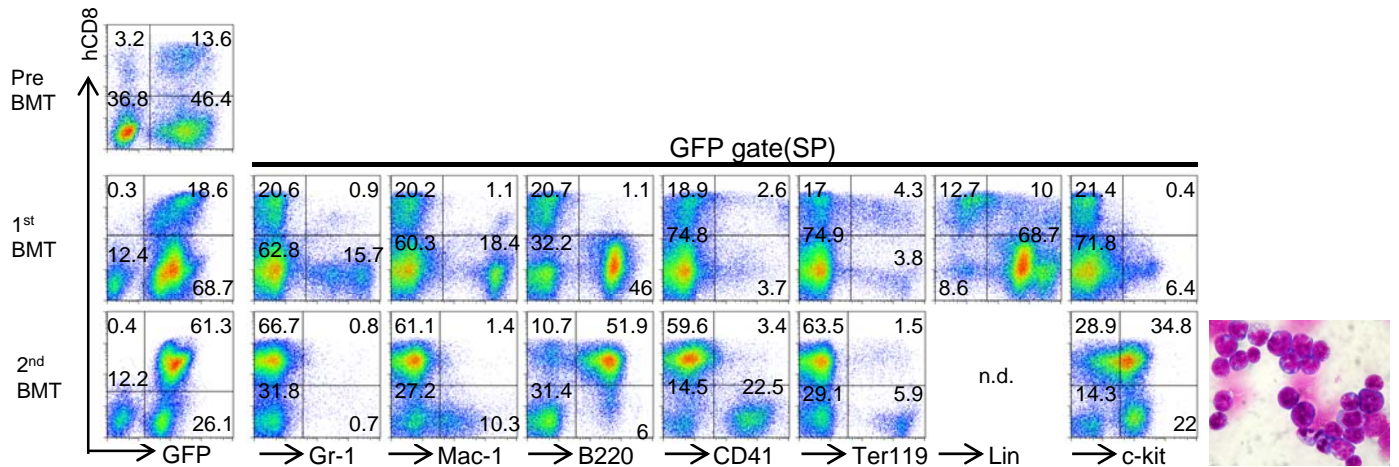 hCD8
Pre BMT
3.2 13.6
36.8 46.4
GFP gate(SP)
1st BMT
0.3 18.6 20.6 0.9 20.2 1.1 20.7 1.1 18.9 2.6 17 4.3 12.7 10 21.4 0.4
12.4 68.7 62.8 15.7 60.3 18.4 32.2 46 74.8 3.7 74.9 3.8 8.6 68.7 71.8 6.4
2nd BMT
0.4 61.3 66.7 0.8 61.1 1.4 10.7 51.9 59.6 3.4 63.5 1.5 28.9 34.8
12.2 26.1 31.8 0.7 27.2 10.3 31.4 6 14.5 22.5 29.1 5.9 n.d. 14.3 22
GFP Gr-1 Mac-1 B220 CD41 Ter119 Lin c-kit